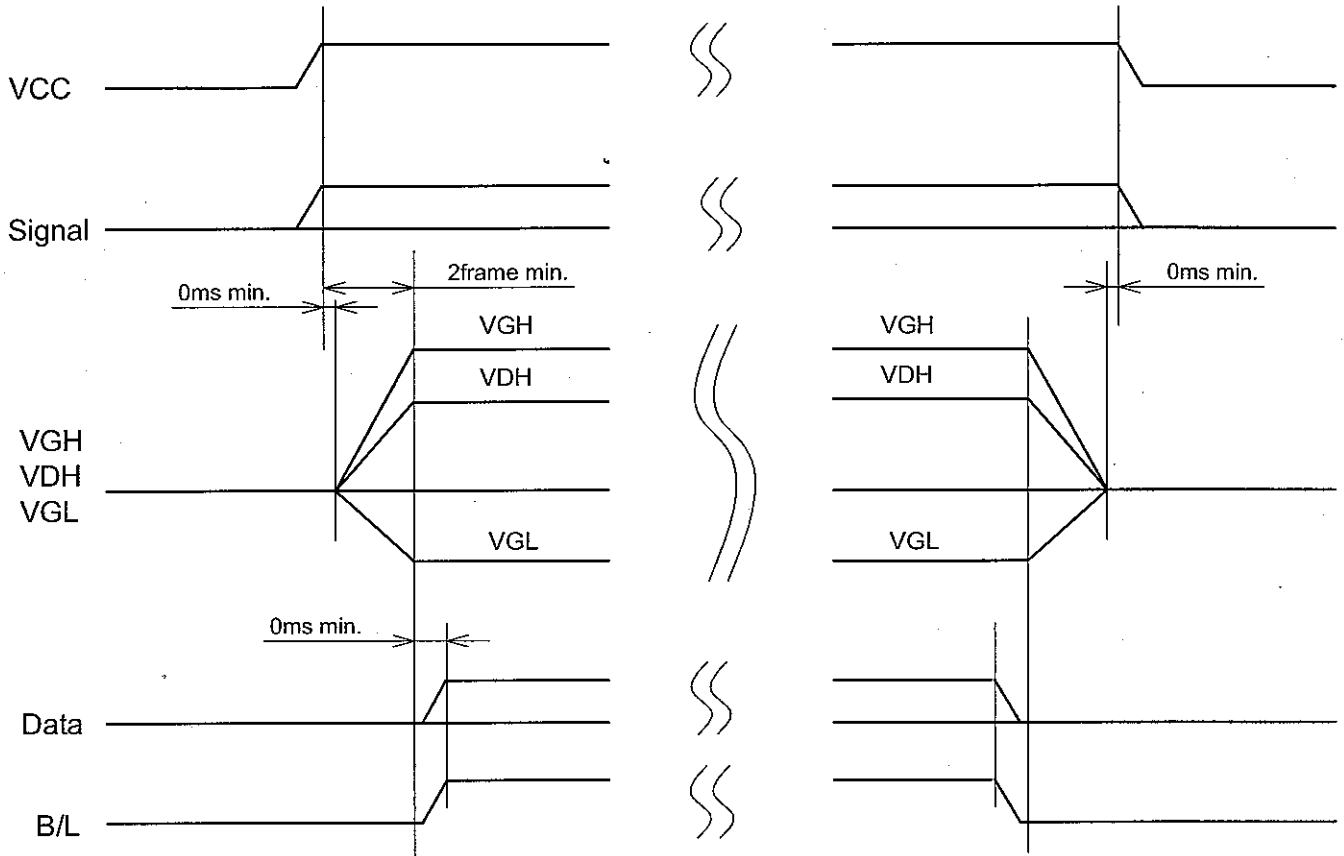 VCC
Signal
2frame min.
0ms min.
0ms min.
VGH
VGH
VDH
VDH
VGH
VDH
VGL
VGL
VGL
0ms min.
Data
B/L